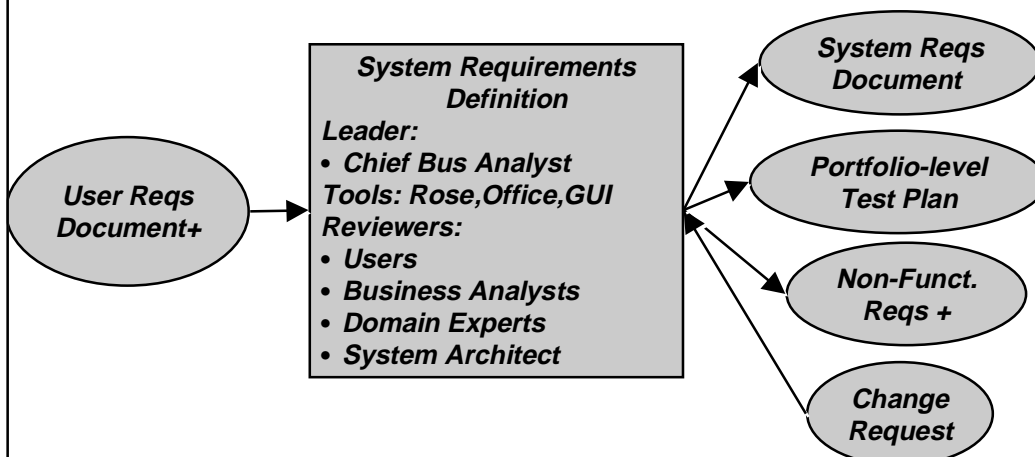 User Reqs
Document+
System Requirements
Definition
Leader:
• Chief Bus Analyst
Tools: Rose,Office,GUI
Reviewers:
• Users
• Business Analysts
• Domain Experts
• System Architect
System Reqs
Document
Portfolio-level
Test Plan
Non-Funct.
Reqs +
Change
Request